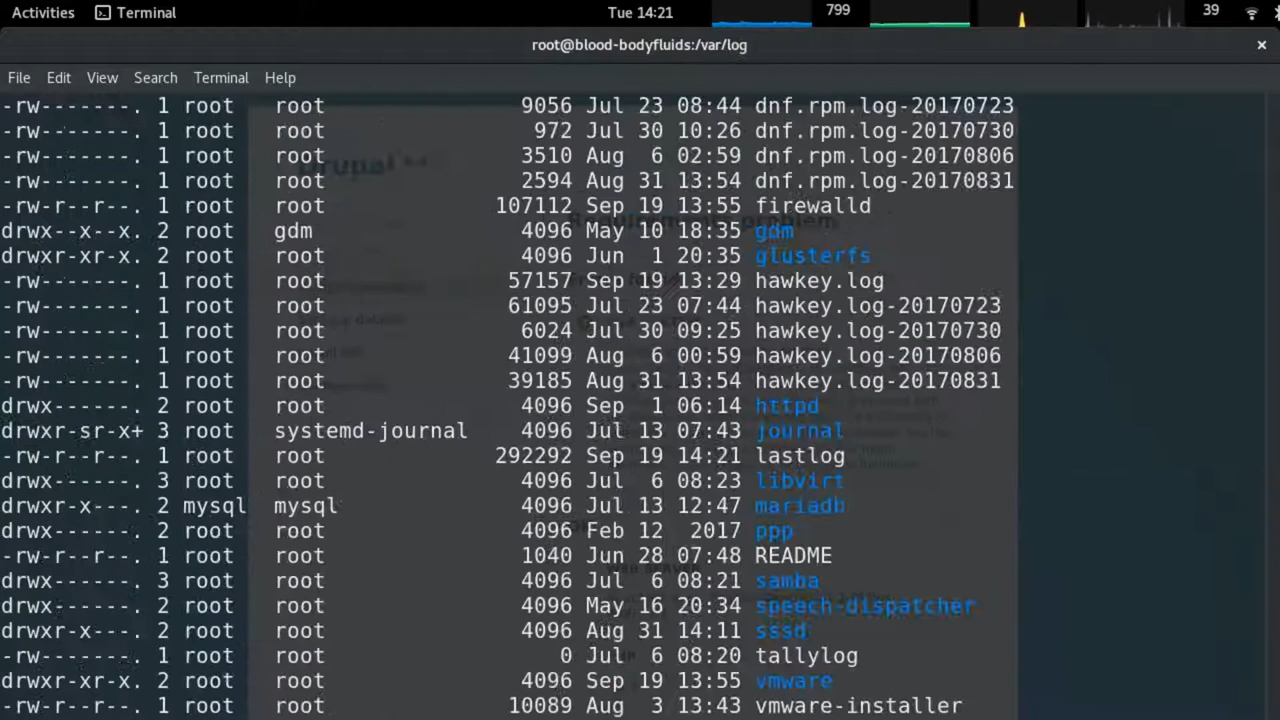 Activities Terminal Tue 14:21 799 39
root@blood-bodyfluids:/var/log ×
File Edit View Search Terminal Help
-rw-------. 1 root   root              9056 Jul 23 08:44 dnf.rpm.log-20170723
-rw-------. 1 root   root               972 Jul 30 10:26 dnf.rpm.log-20170730
-rw-------. 1 root   root              3510 Aug  6 02:59 dnf.rpm.log-20170806
-rw-------. 1 root   root              2594 Aug 31 13:54 dnf.rpm.log-20170831
-rw-r--r--. 1 root   root            107112 Sep 19 13:55 firewalld
drwx--x--x. 2 root   gdm               4096 May 10 18:35 gdm
drwxr-xr-x. 2 root   root              4096 Jun  1 20:35 glusterfs
-rw-------. 1 root   root             57157 Sep 19 13:29 hawkey.log
-rw-------. 1 root   root             61095 Jul 23 07:44 hawkey.log-20170723
-rw-------. 1 root   root              6024 Jul 30 09:25 hawkey.log-20170730
-rw-------. 1 root   root             41099 Aug  6 00:59 hawkey.log-20170806
-rw-------. 1 root   root             39185 Aug 31 13:54 hawkey.log-20170831
drwx------. 2 root   root              4096 Sep  1 06:14 httpd
drwxr-sr-x+ 3 root   systemd-journal   4096 Jul 13 07:43 journal
-rw-r--r--. 1 root   root            292292 Sep 19 14:21 lastlog
drwx------. 3 root   root              4096 Jul  6 08:23 libvirt
drwxr-x---. 2 mysql  mysql             4096 Jul 13 12:47 mariadb
drwx------. 2 root   root              4096 Feb 12  2017 ppp
-rw-r--r--. 1 root   root              1040 Jun 28 07:48 README
drwx------. 3 root   root              4096 Jul  6 08:21 samba
drwx------. 2 root   root              4096 May 16 20:34 speech-dispatcher
drwxr-x---. 2 root   root              4096 Aug 31 14:11 sssd
-rw-------. 1 root   root                 0 Jul  6 08:20 tallylog
drwxr-xr-x. 2 root   root              4096 Sep 19 13:55 vmware
-rw-r--r--. 1 root   root             10089 Aug  3 13:43 vmware-installer
Drupal
Requirements problem